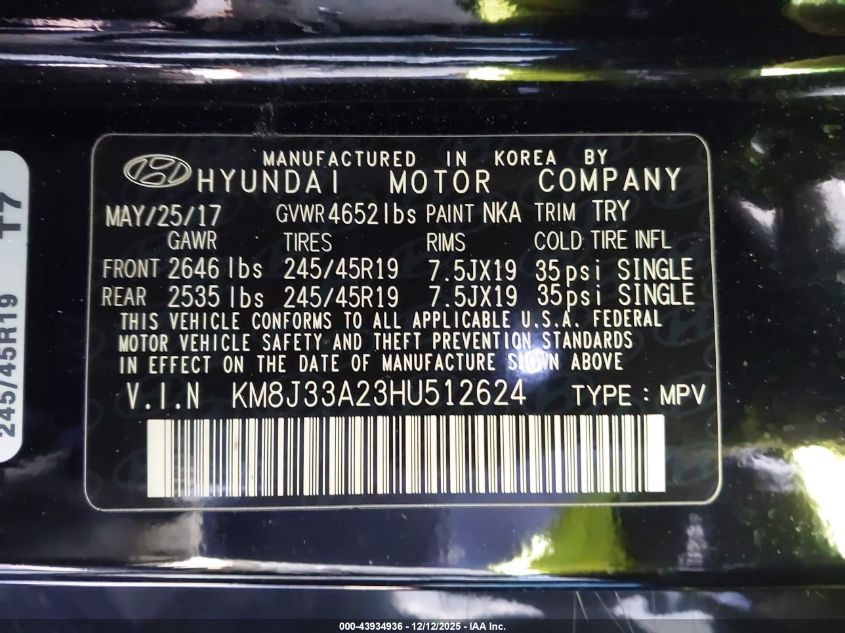 MANUFACTURED IN KOREA BY
HYUNDAI MOTOR COMPANY
MAY/25/17 GVWR 4652lbs PAINT NKA TRIM TRY
GAWR TIRES RIMS COLD TIRE INFL
FRONT 2646 lbs 245/45R19 7.5JX19 35psi SINGLE
REAR 2535 lbs 245/45R19 7.5JX19 35psi SINGLE
THIS VEHICLE CONFORMS TO ALL APPLICABLE U.S.A. FEDERAL
MOTOR VEHICLE SAFETY AND THEFT PREVENTION STANDARDS
IN EFFECT ON THE DATE OF MANUFACTURE SHOWN ABOVE
V.I.N KM8J33A23HU512624 TYPE : MPV
245/45R19 T7
000-43934936 - 12/12/2025 - IAA Inc.